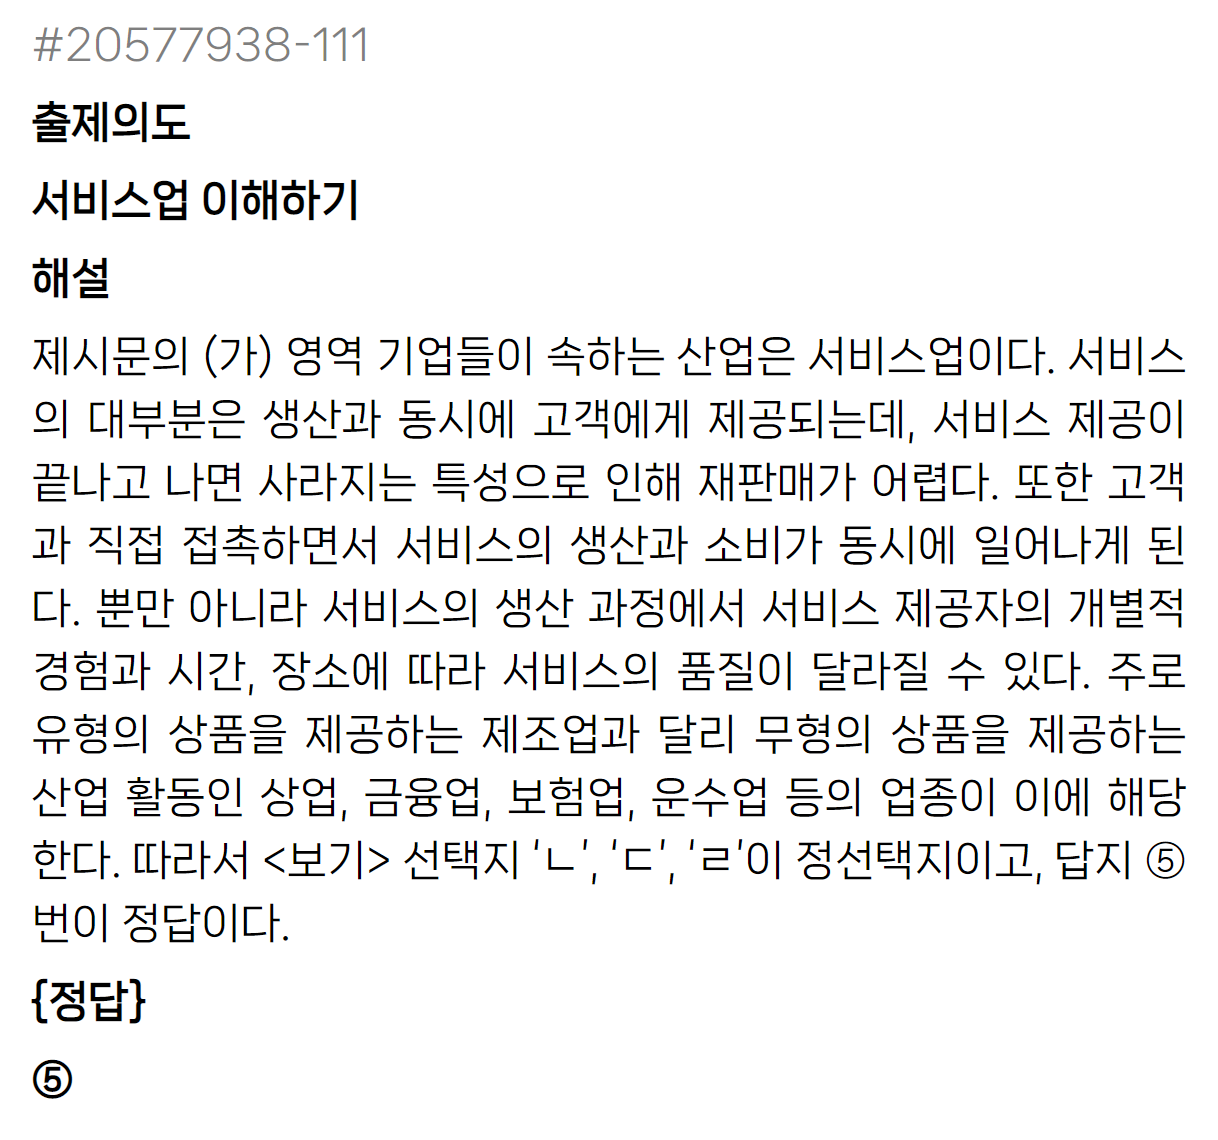 #20577938-111
출제의도
서비스업 이해하기
해설
제시문의 (가) 영역 기업들이 속하는 산업은 서비스업이다. 서비스
의 대부분은 생산과 동시에 고객에게 제공되는데, 서비스 제공이
끝나고 나면 사라지는 특성으로 인해 재판매가 어렵다. 또한 고객
과 직접 접촉하면서 서비스의 생산과 소비가 동시에 일어나게 된
다. 뿐만 아니라 서비스의 생산 과정에서 서비스 제공자의 개별적
경험과 시간, 장소에 따라 서비스의 품질이 달라질 수 있다. 주로
유형의 상품을 제공하는 제조업과 달리 무형의 상품을 제공하는
산업 활동인 상업, 금융업, 보험업, 운수업 등의 업종이 이에 해당
한다. 따라서 <보기> 선택지 ‘ㄴ’, ‘ㄷ’, ‘ㄹ’이 정선택지이고, 답지 ⑤
번이 정답이다.
{정답}
⑤